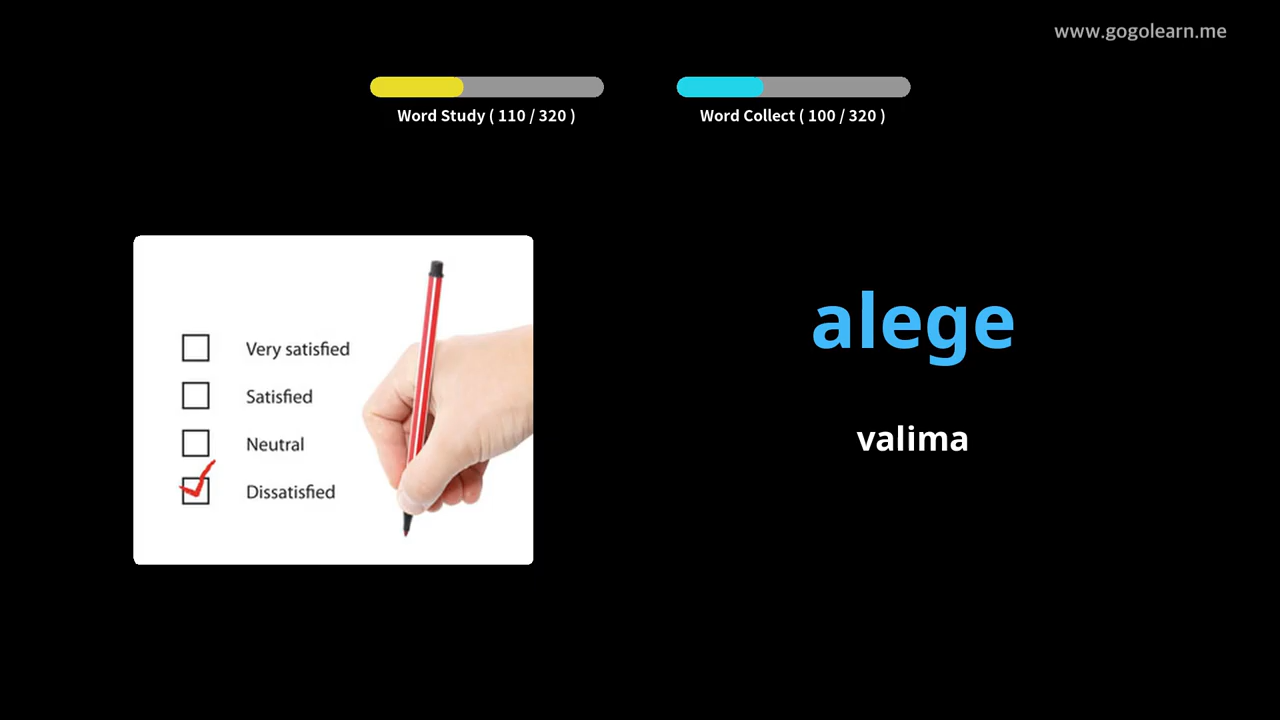 www.gogolearn.me
Word Study ( 110 / 320 )
Word Collect ( 100 / 320 )
Very satisfied
Satisfied
Neutral
Dissatisfied
alege
valima